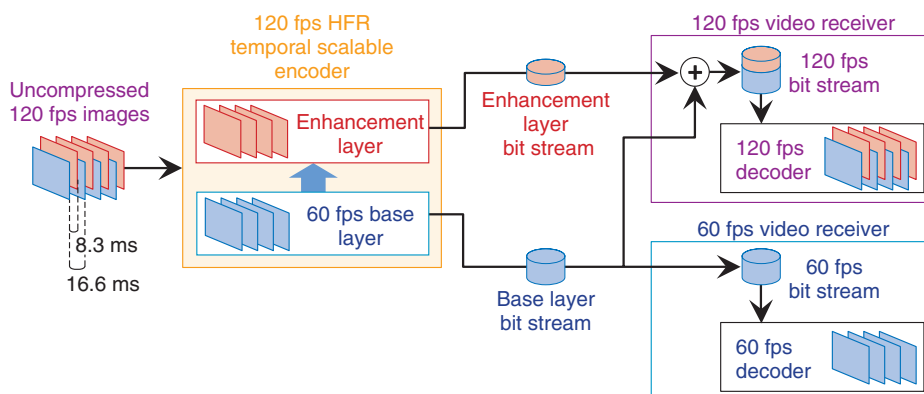 120 fps HFR
temporal scalable
encoder
Uncompressed
120 fps images
8.3 ms
16.6 ms
Enhancement
layer
60 fps base
layer
Enhancement
layer
bit stream
Base layer
bit stream
120 fps video receiver
+
120 fps
bit stream
120 fps
decoder
60 fps video receiver
60 fps
bit stream
60 fps
decoder